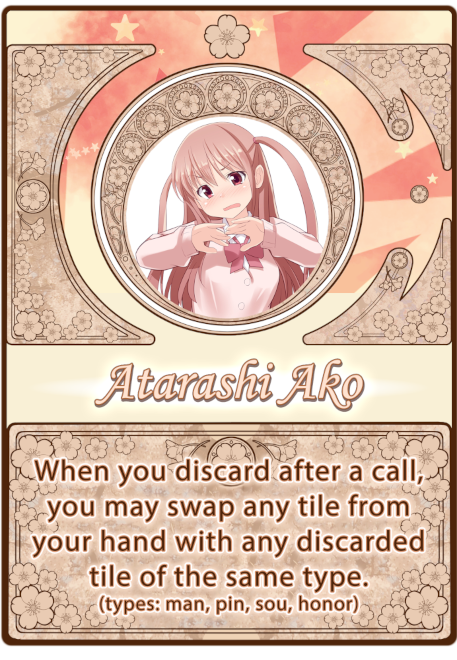 Atarashi Ako
When you discard after a call,
you may swap any tile from
your hand with any discarded
tile of the same type.
(types: man, pin, sou, honor)